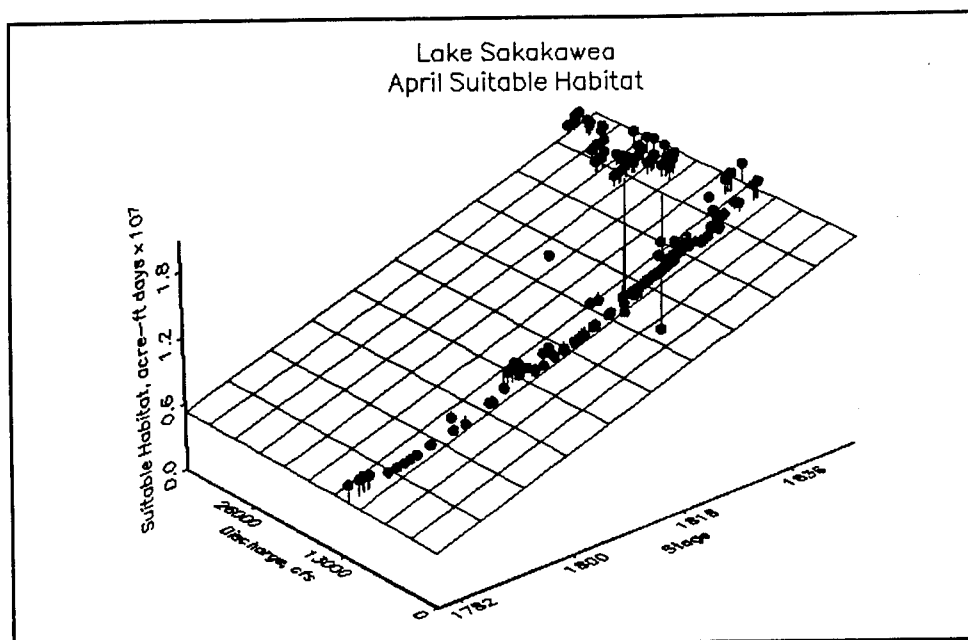 Lake Sakakawea
April Suitable Habitat
Suitable Habitat, acre-ft days x 107
1.8
1.2
0.6
0.0
26000
13000
0
Discharge, cfs
1782
1800
1818
1836
Stage